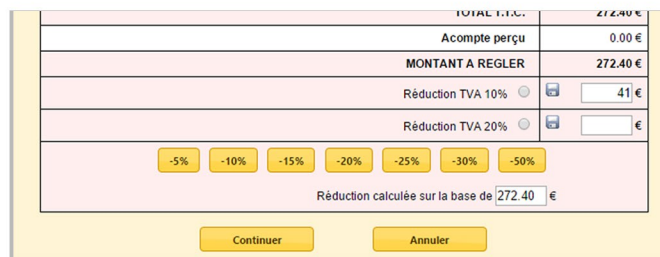 TOTAL T.T.C. 272.40 €
Acompte perçu 0.00 €
MONTANT A REGLER 272.40 €
Réduction TVA 10% 41 €
Réduction TVA 20% €
-5% -10% -15% -20% -25% -30% -50%
Réduction calculée sur la base de 272.40 €
Continuer Annuler